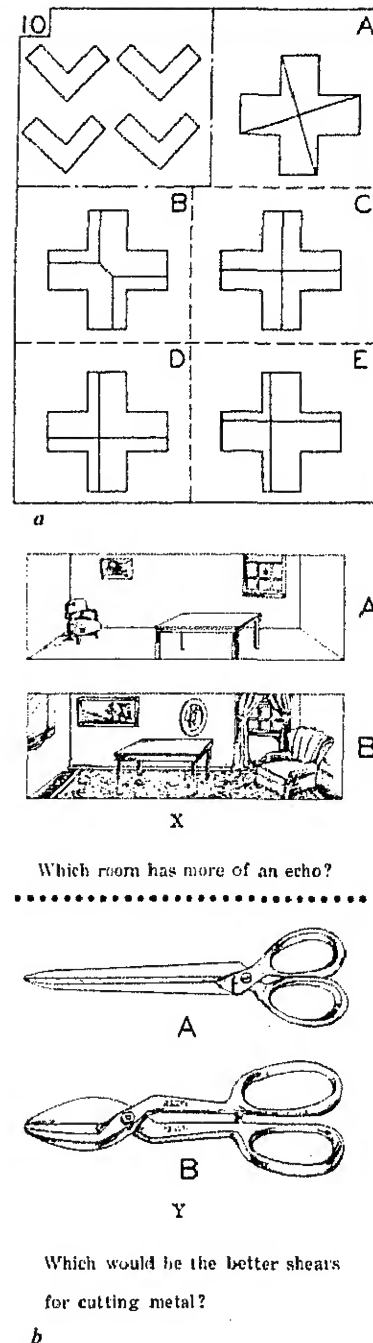 10
A
B
C
D
E
a
A
B
X
Which room has more of an echo?
A
B
Y
Which would be the better shears
for cutting metal?
b